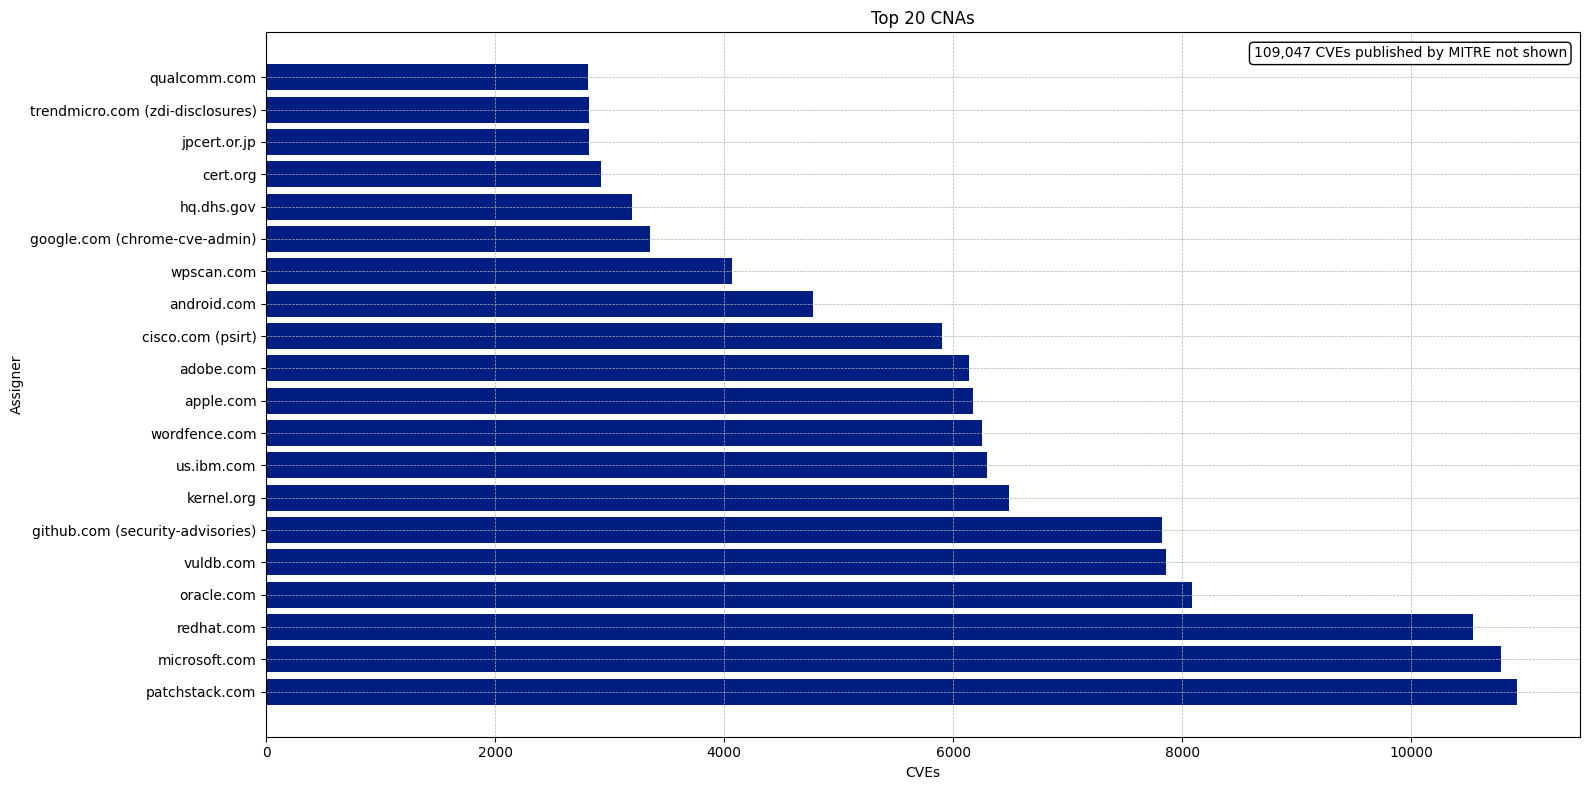 Top 20 CNAs
109,047 CVEs published by MITRE not shown
Assigner
qualcomm.com
trendmicro.com (zdi-disclosures)
jpcert.or.jp
cert.org
hq.dhs.gov
google.com (chrome-cve-admin)
wpscan.com
android.com
cisco.com (psirt)
adobe.com
apple.com
wordfence.com
us.ibm.com
kernel.org
github.com (security-advisories)
vuldb.com
oracle.com
redhat.com
microsoft.com
patchstack.com
0 2000 4000 6000 8000 10000
CVEs